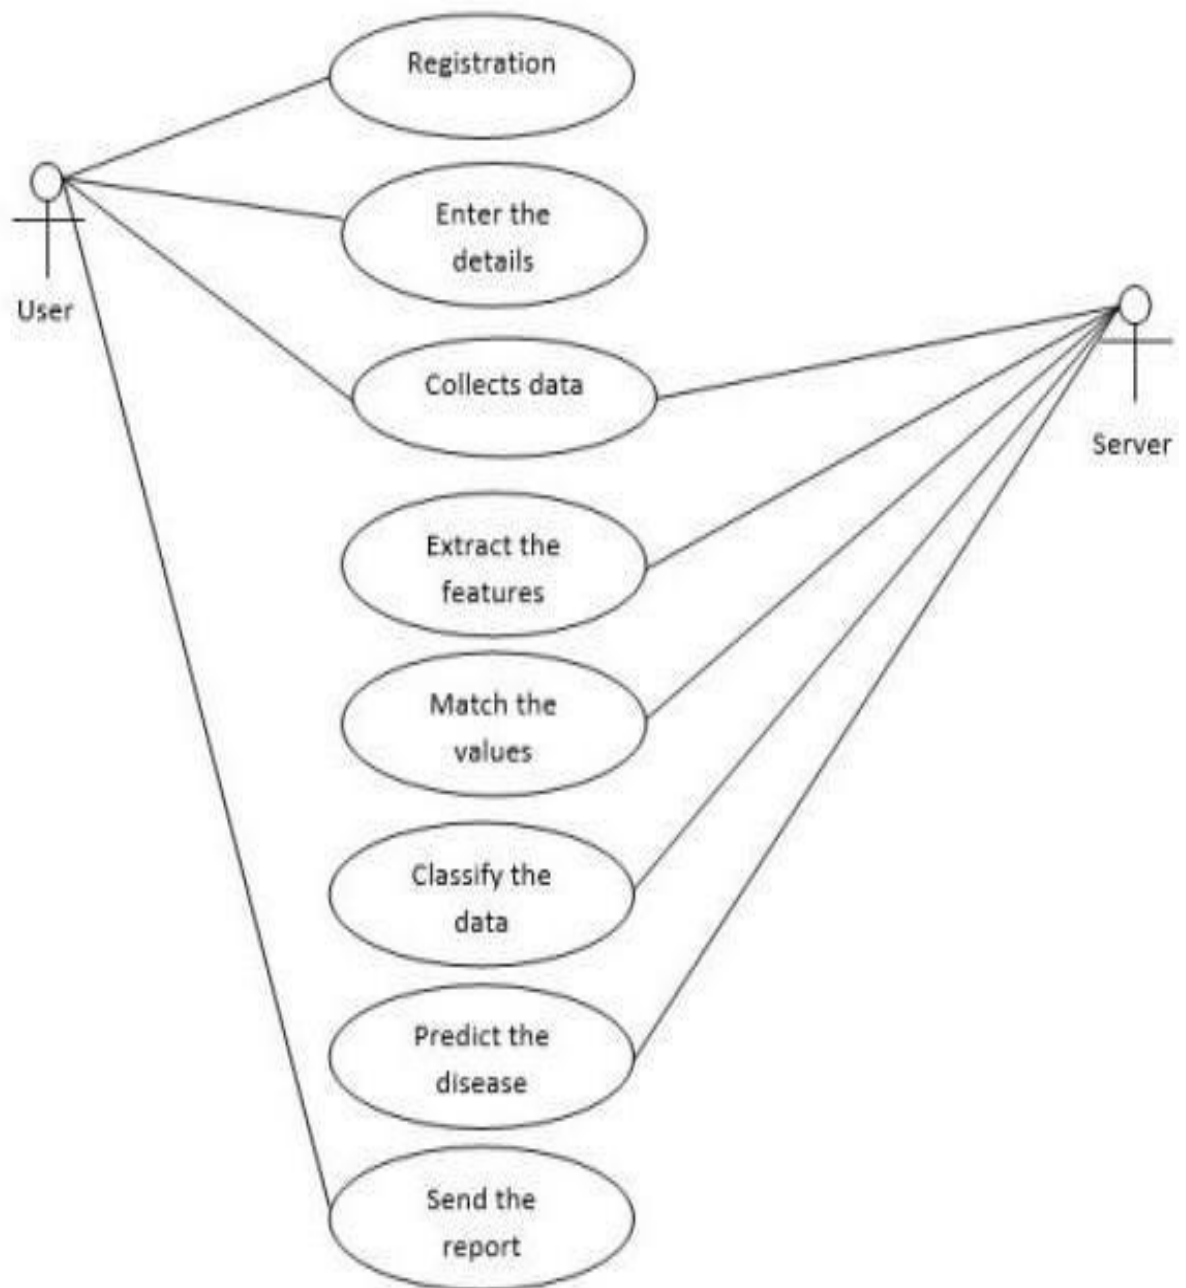 Registration
Enter the
details
User
Collects data
Server
Extract the
features
Match the
values
Classify the
data
Predict the
disease
Send the
report